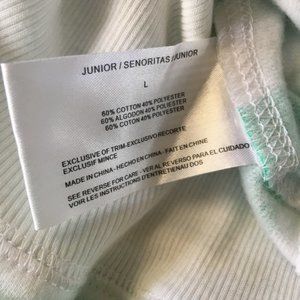 JUNIOR / SEÑORITAS / JUNIOR
L
60% COTTON 40% POLYESTER
60% ALGODON 40% POLYESTER
60% COTON 40% POLYESTER
EXCLUSIVE OF TRIM-EXCLUSIVO RECORTE
EXCLUSIF MINCE
MADE IN CHINA - HECHO EN CHINA - FAIT EN CHINE
SEE REVERSE FOR CARE - VER AL REVERSO PARA EL CUIDADO
VOIR LES INSTRUCTIONS D'ENTRETIEN AU DOS